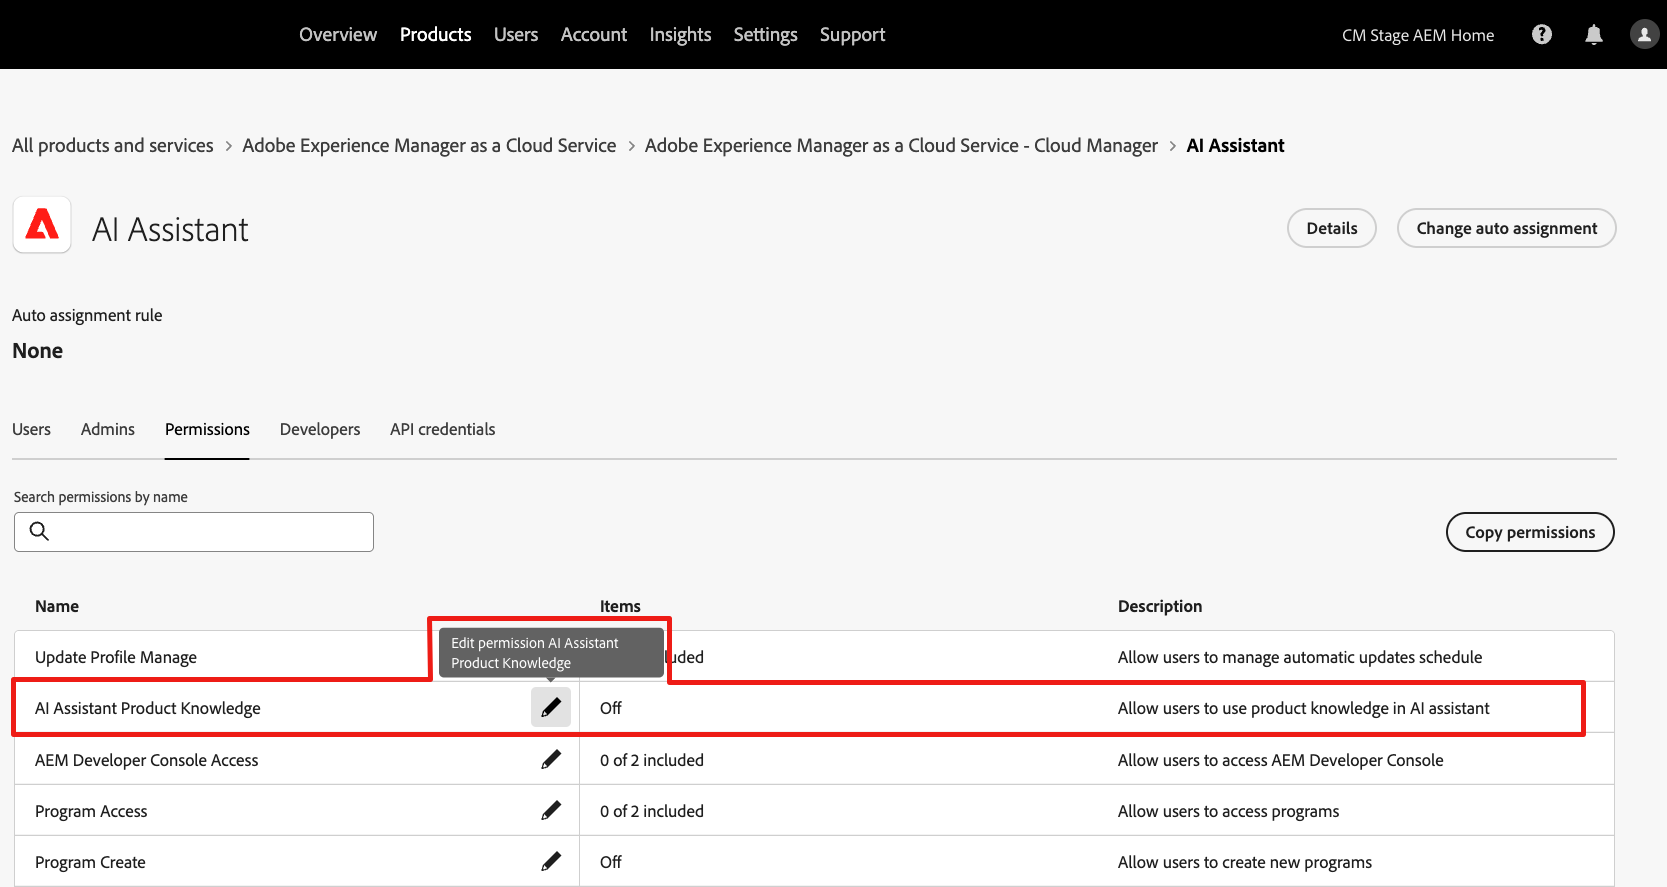 Overview Products Users Account Insights Settings Support CM Stage AEM Home
All products and services > Adobe Experience Manager as a Cloud Service > Adobe Experience Manager as a Cloud Service - Cloud Manager > AI Assistant
AI Assistant
Details
Change auto assignment
Auto assignment rule
None
Users Admins Permissions Developers API credentials
Search permissions by name
Copy permissions
Name Items Description
Edit permission AI Assistant
Product Knowledge
Update Profile Manage Allow users to manage automatic updates schedule
AI Assistant Product Knowledge Off Allow users to use product knowledge in AI assistant
AEM Developer Console Access 0 of 2 included Allow users to access AEM Developer Console
Program Access 0 of 2 included Allow users to access programs
Program Create Off Allow users to create new programs